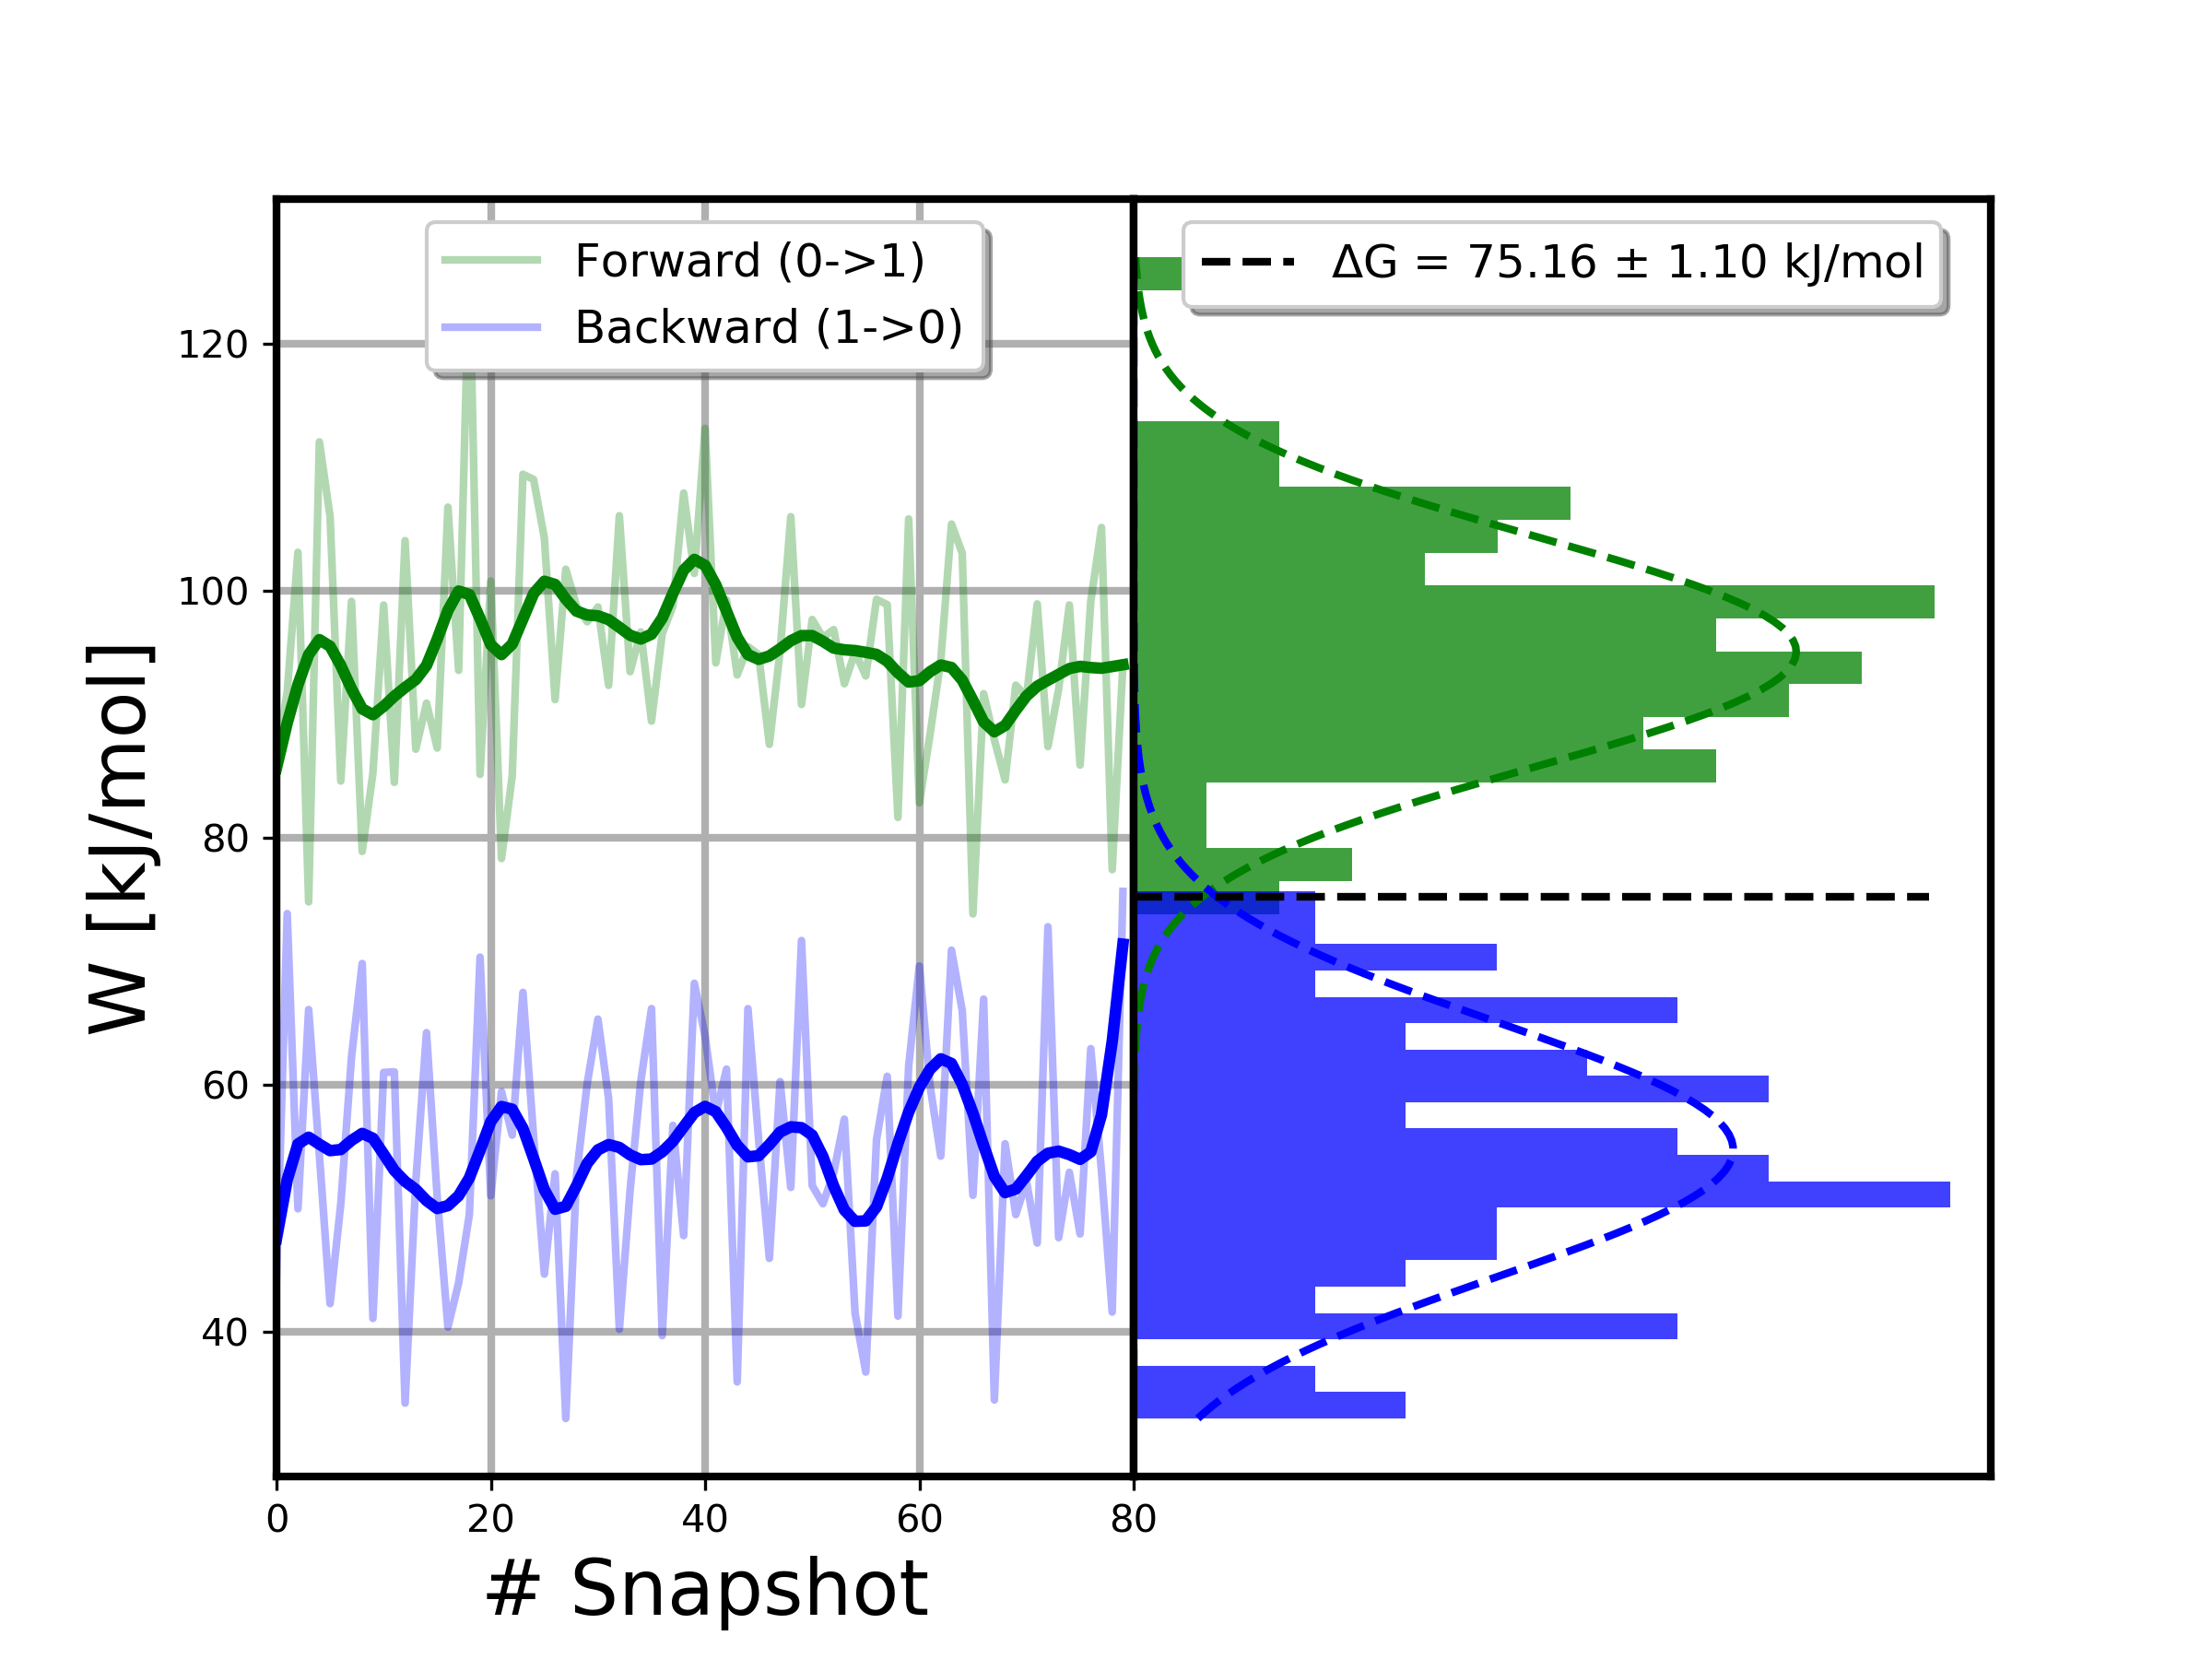 Forward (0->1)
Backward (1->0)
ΔG = 75.16 ± 1.10 kJ/mol
W [kJ/mol]
120
100
80
60
40
0 20 40 60 80
# Snapshot